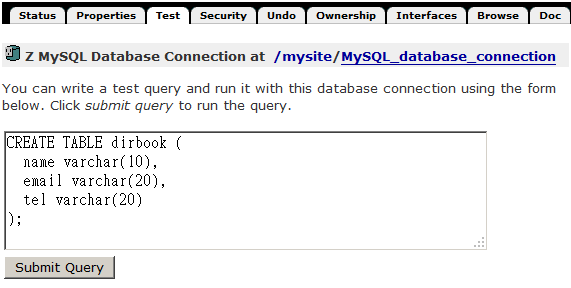 Status Properties Test Security Undo Ownership Interfaces Browse Doc
Z MySQL Database Connection at /mysite/MySQL_database_connection
You can write a test query and run it with this database connection using the form
below. Click submit query to run the query.
CREATE TABLE dirbook (
name varchar(10),
email varchar(20),
tel varchar(20)
);
Submit Query